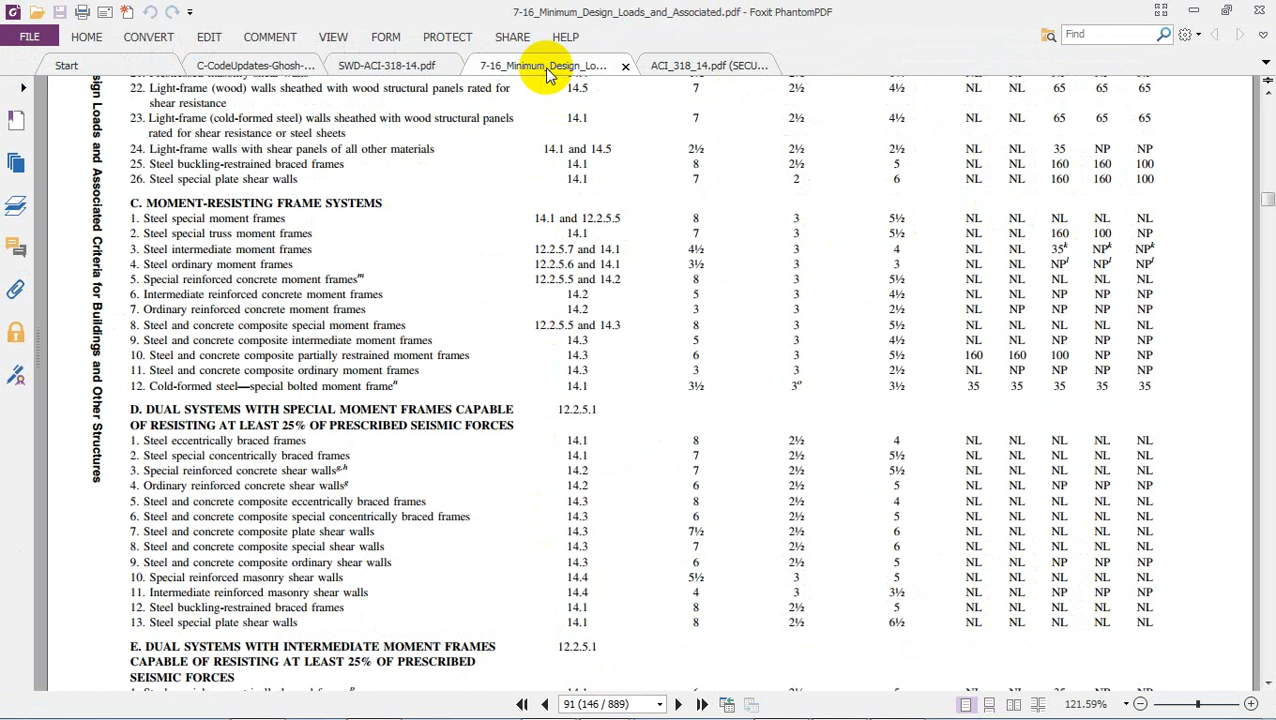 7-16_Minimum_Design_Loads_and_Associated.pdf - Foxit PhantomPDF
FILE HOME CONVERT EDIT COMMENT VIEW FORM PROTECT SHARE HELP Find
Start C-CodeUpdates-Ghosh-... SWD-ACI-318-14.pdf 7-16_Minimum_Design_Lo... ACI_318_14.pdf (SECU...
sign Loads and Associated Criteria for Buildings and Other Structures
22. Light-frame (wood) walls sheathed with wood structural panels rated for 14.5 7 2½ 4½ NL NL 65 65 65
shear resistance
23. Light-frame (cold-formed steel) walls sheathed with wood structural panels 14.1 7 2½ 4½ NL NL 65 65 65
rated for shear resistance or steel sheets
24. Light-frame walls with shear panels of all other materials 14.1 and 14.5 2½ 2½ 2½ NL NL 35 NP NP
25. Steel buckling-restrained braced frames 14.1 8 2½ 5 NL NL 160 160 100
26. Steel special plate shear walls 14.1 7 2 6 NL NL 160 160 100
C. MOMENT-RESISTING FRAME SYSTEMS
1. Steel special moment frames 14.1 and 12.2.5.5 8 3 5½ NL NL NL NL NL
2. Steel special truss moment frames 14.1 7 3 5½ NL NL 160 100 NP
3. Steel intermediate moment frames 12.2.5.7 and 14.1 4½ 3 4 NL NL 35k NPk NPk
4. Steel ordinary moment frames 12.2.5.6 and 14.1 3½ 3 3 NL NL NPl NPl NPl
5. Special reinforced concrete moment framesm 12.2.5.5 and 14.2 8 3 5½ NL NL NL NL NL
6. Intermediate reinforced concrete moment frames 14.2 5 3 4½ NL NL NP NP NP
7. Ordinary reinforced concrete moment frames 14.2 3 3 2½ NL NP NP NP NP
8. Steel and concrete composite special moment frames 12.2.5.5 and 14.3 8 3 5½ NL NL NL NL NL
9. Steel and concrete composite intermediate moment frames 14.3 5 3 4½ NL NL NP NP NP
10. Steel and concrete composite partially restrained moment frames 14.3 6 3 5½ 160 160 100 NP NP
11. Steel and concrete composite ordinary moment frames 14.3 3 3 2½ NL NP NP NP NP
12. Cold-formed steel—special bolted moment framen 14.1 3½ 3o 3½ 35 35 35 35 35
D. DUAL SYSTEMS WITH SPECIAL MOMENT FRAMES CAPABLE 12.2.5.1
OF RESISTING AT LEAST 25% OF PRESCRIBED SEISMIC FORCES
1. Steel eccentrically braced frames 14.1 8 2½ 4 NL NL NL NL NL
2. Steel special concentrically braced frames 14.1 7 2½ 5½ NL NL NL NL NL
3. Special reinforced concrete shear wallsg,h 14.2 7 2½ 5½ NL NL NL NL NL
4. Ordinary reinforced concrete shear wallsg 14.2 6 2½ 5 NL NL NP NP NP
5. Steel and concrete composite eccentrically braced frames 14.3 8 2½ 4 NL NL NL NL NL
6. Steel and concrete composite special concentrically braced frames 14.3 6 2½ 5 NL NL NL NL NL
7. Steel and concrete composite plate shear walls 14.3 7½ 2½ 6 NL NL NL NL NL
8. Steel and concrete composite special shear walls 14.3 7 2½ 6 NL NL NL NL NL
9. Steel and concrete composite ordinary shear walls 14.3 6 2½ 5 NL NL NP NP NP
10. Special reinforced masonry shear walls 14.4 5½ 3 5 NL NL NL NL NL
11. Intermediate reinforced masonry shear walls 14.4 4 3 3½ NL NL NP NP NP
12. Steel buckling-restrained braced frames 14.1 8 2½ 5 NL NL NL NL NL
13. Steel special plate shear walls 14.1 8 2½ 6½ NL NL NL NL NL
E. DUAL SYSTEMS WITH INTERMEDIATE MOMENT FRAMES 12.2.5.1
CAPABLE OF RESISTING AT LEAST 25% OF PRESCRIBED
SEISMIC FORCES
91 (146 / 889) 121.59%